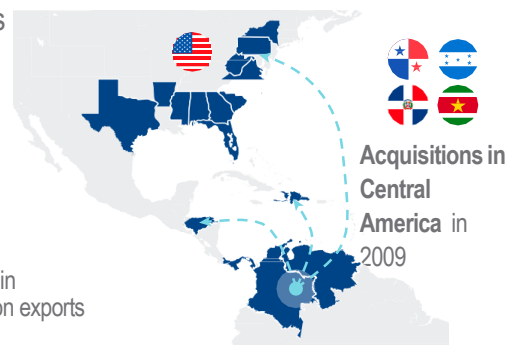 s
Acquisitions in
Central
America in
2009
in
on exports